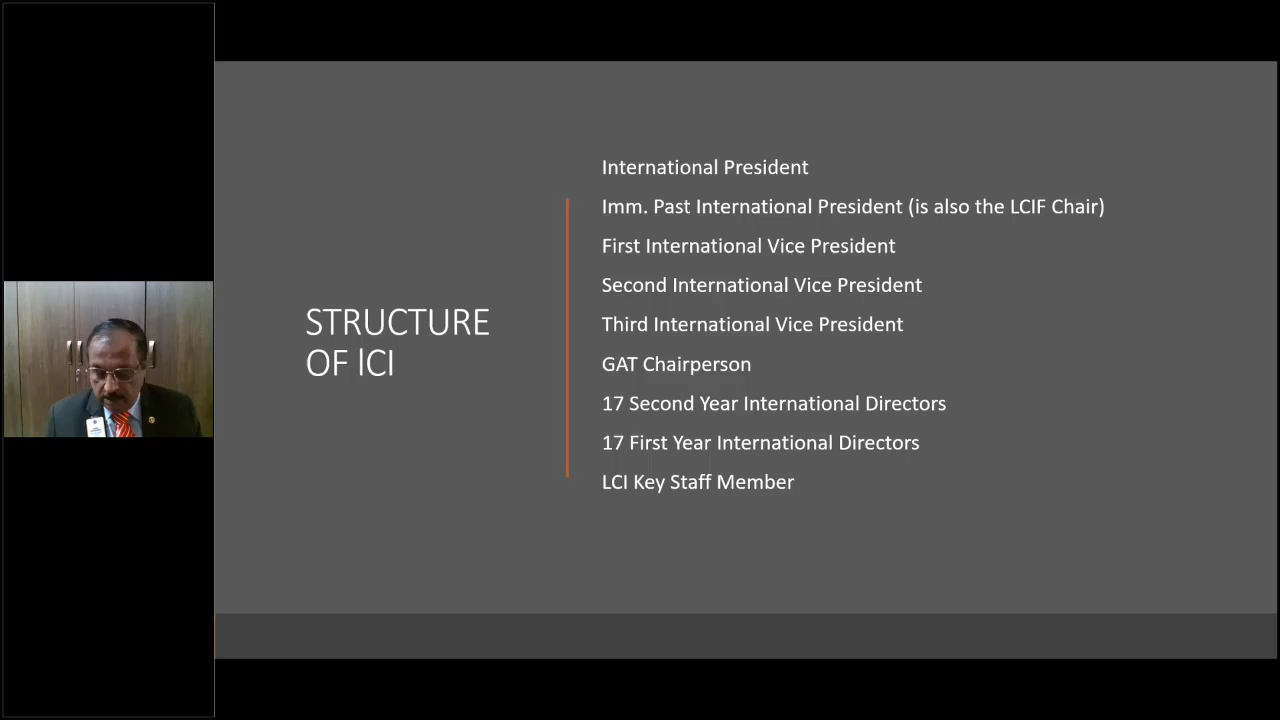 STRUCTURE
OF lCI
International President
Imm. Past International President (is also the LCIF Chair)
First International Vice President
Second International Vice President
Third International Vice President
GAT Chairperson
17 Second Year International Directors
17 First Year International Directors
LCI Key Staff Member